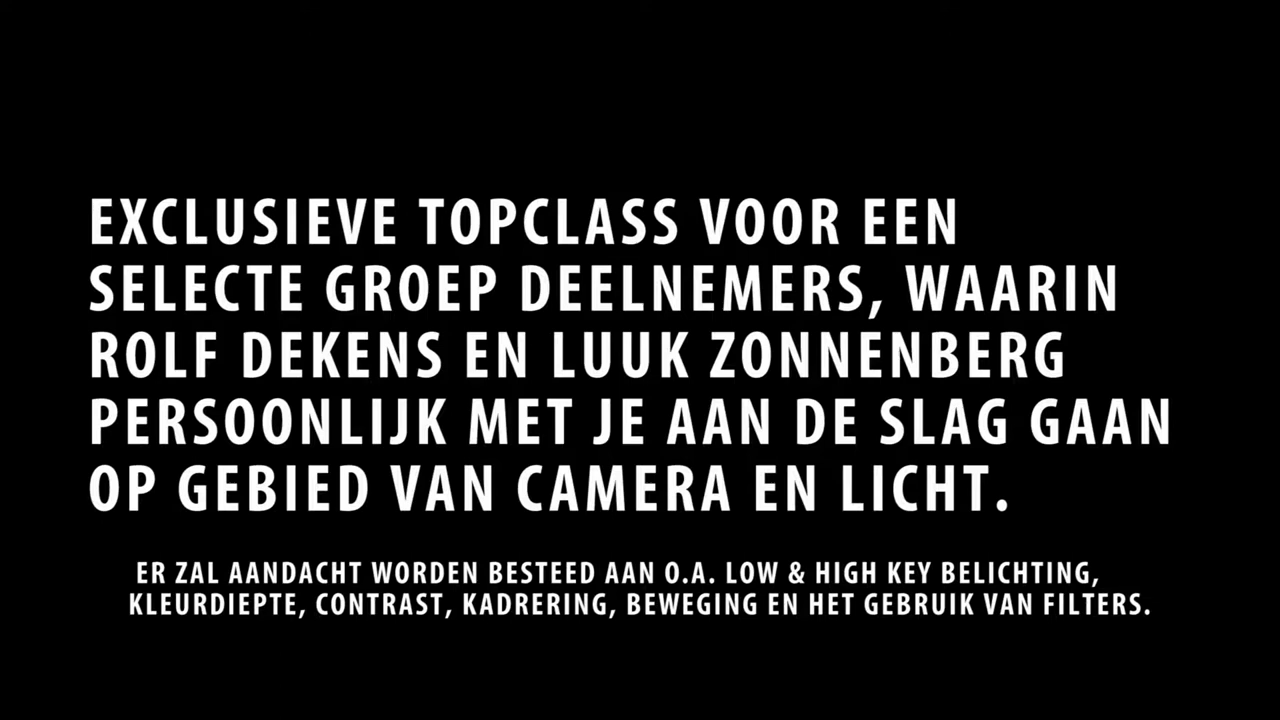 EXCLUSIEVE TOPCLASS VOOR EEN
SELECTE GROEP DEELNEMERS, WAARIN
ROLF DEKENS EN LUUK ZONNENBERG
PERSOONLIJK MET JE AAN DE SLAG GAAN
OP GEBIED VAN CAMERA EN LICHT.
ER ZAL AANDACHT WORDEN BESTEED AAN O.A. LOW & HIGH KEY BELICHTING,
KLEURDIEPTE, CONTRAST, KADRERING, BEWEGING EN HET GEBRUIK VAN FILTERS.